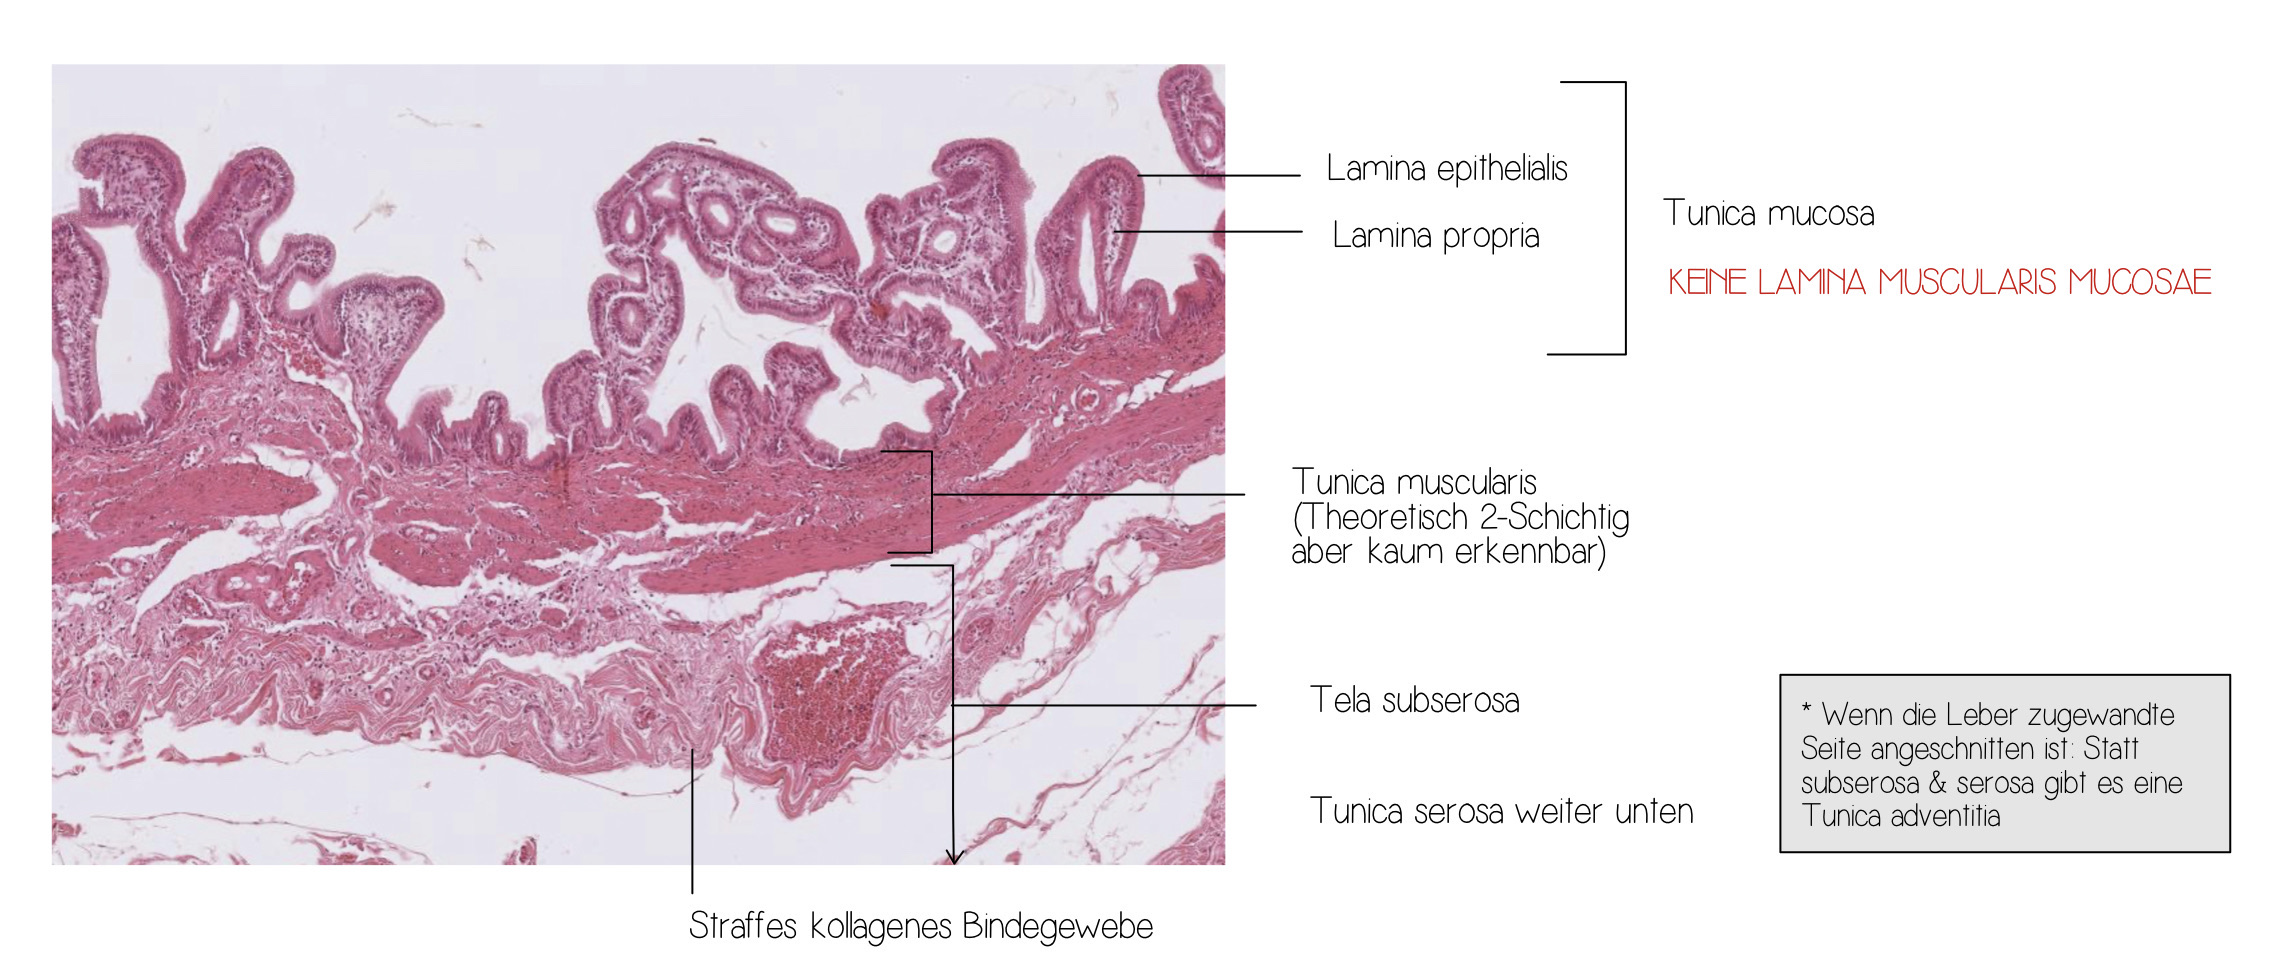 Lamina epithelialis
Lamina propria
Tunica mucosa
KEINE LAMINA MUSCULARIS MUCOSAE
Tunica muscularis
(Theoretisch 2-Schichtig
aber kaum erkennbar)
Tela subserosa
Tunica serosa weiter unten
* Wenn die Leber zugewandte
Seite angeschnitten ist: Statt
subserosa & serosa gibt es eine
Tunica adventitia
Straffes kollagenes Bindegewebe